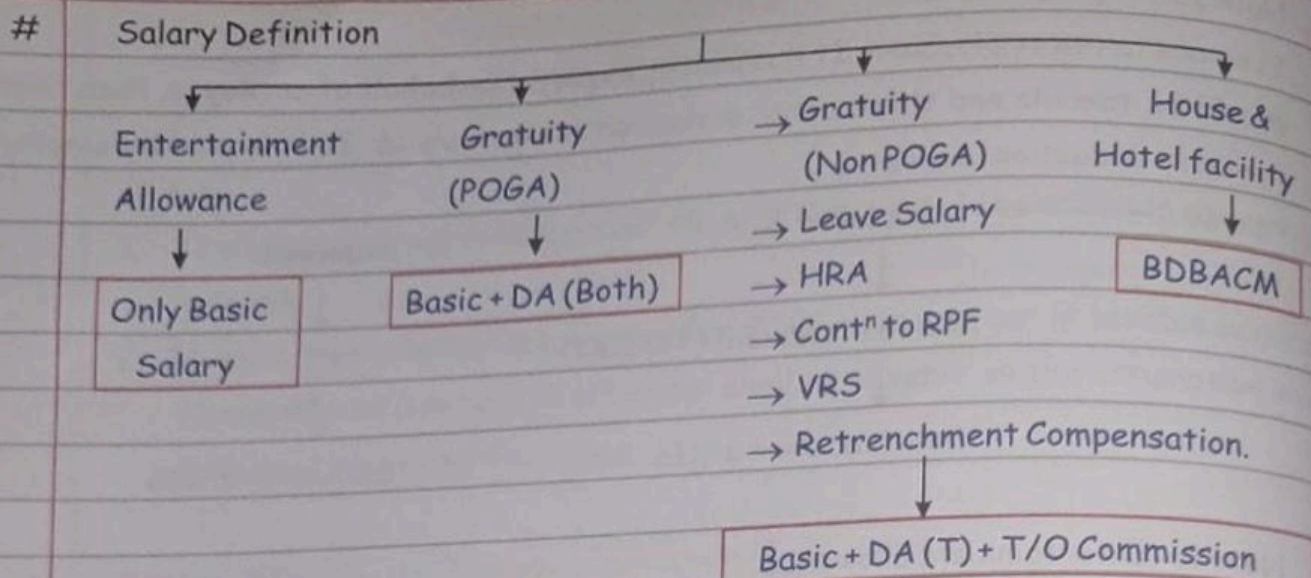 # Salary Definition
Entertainment
Allowance
Only Basic
Salary
Gratuity
(POGA)
Basic + DA (Both)
→ Gratuity
(Non POGA)
→ Leave Salary
→ HRA
→ Contⁿ to RPF
→ VRS
→ Retrenchment Compensation.
Basic + DA (T) + T/O Commission
House &
Hotel facility
BDBACM